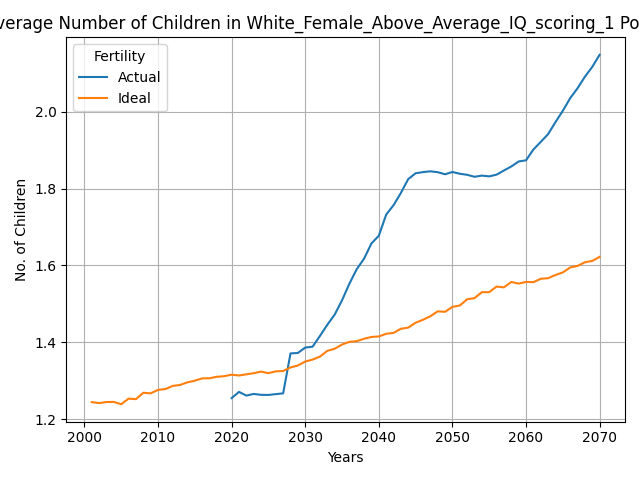 verage Number of Children in White_Female_Above_Average_IQ_scoring_1 Po
Fertility
Actual
Ideal
No. of Children
2.0
1.8
1.6
1.4
1.2
2000 2010 2020 2030 2040 2050 2060 2070
Years